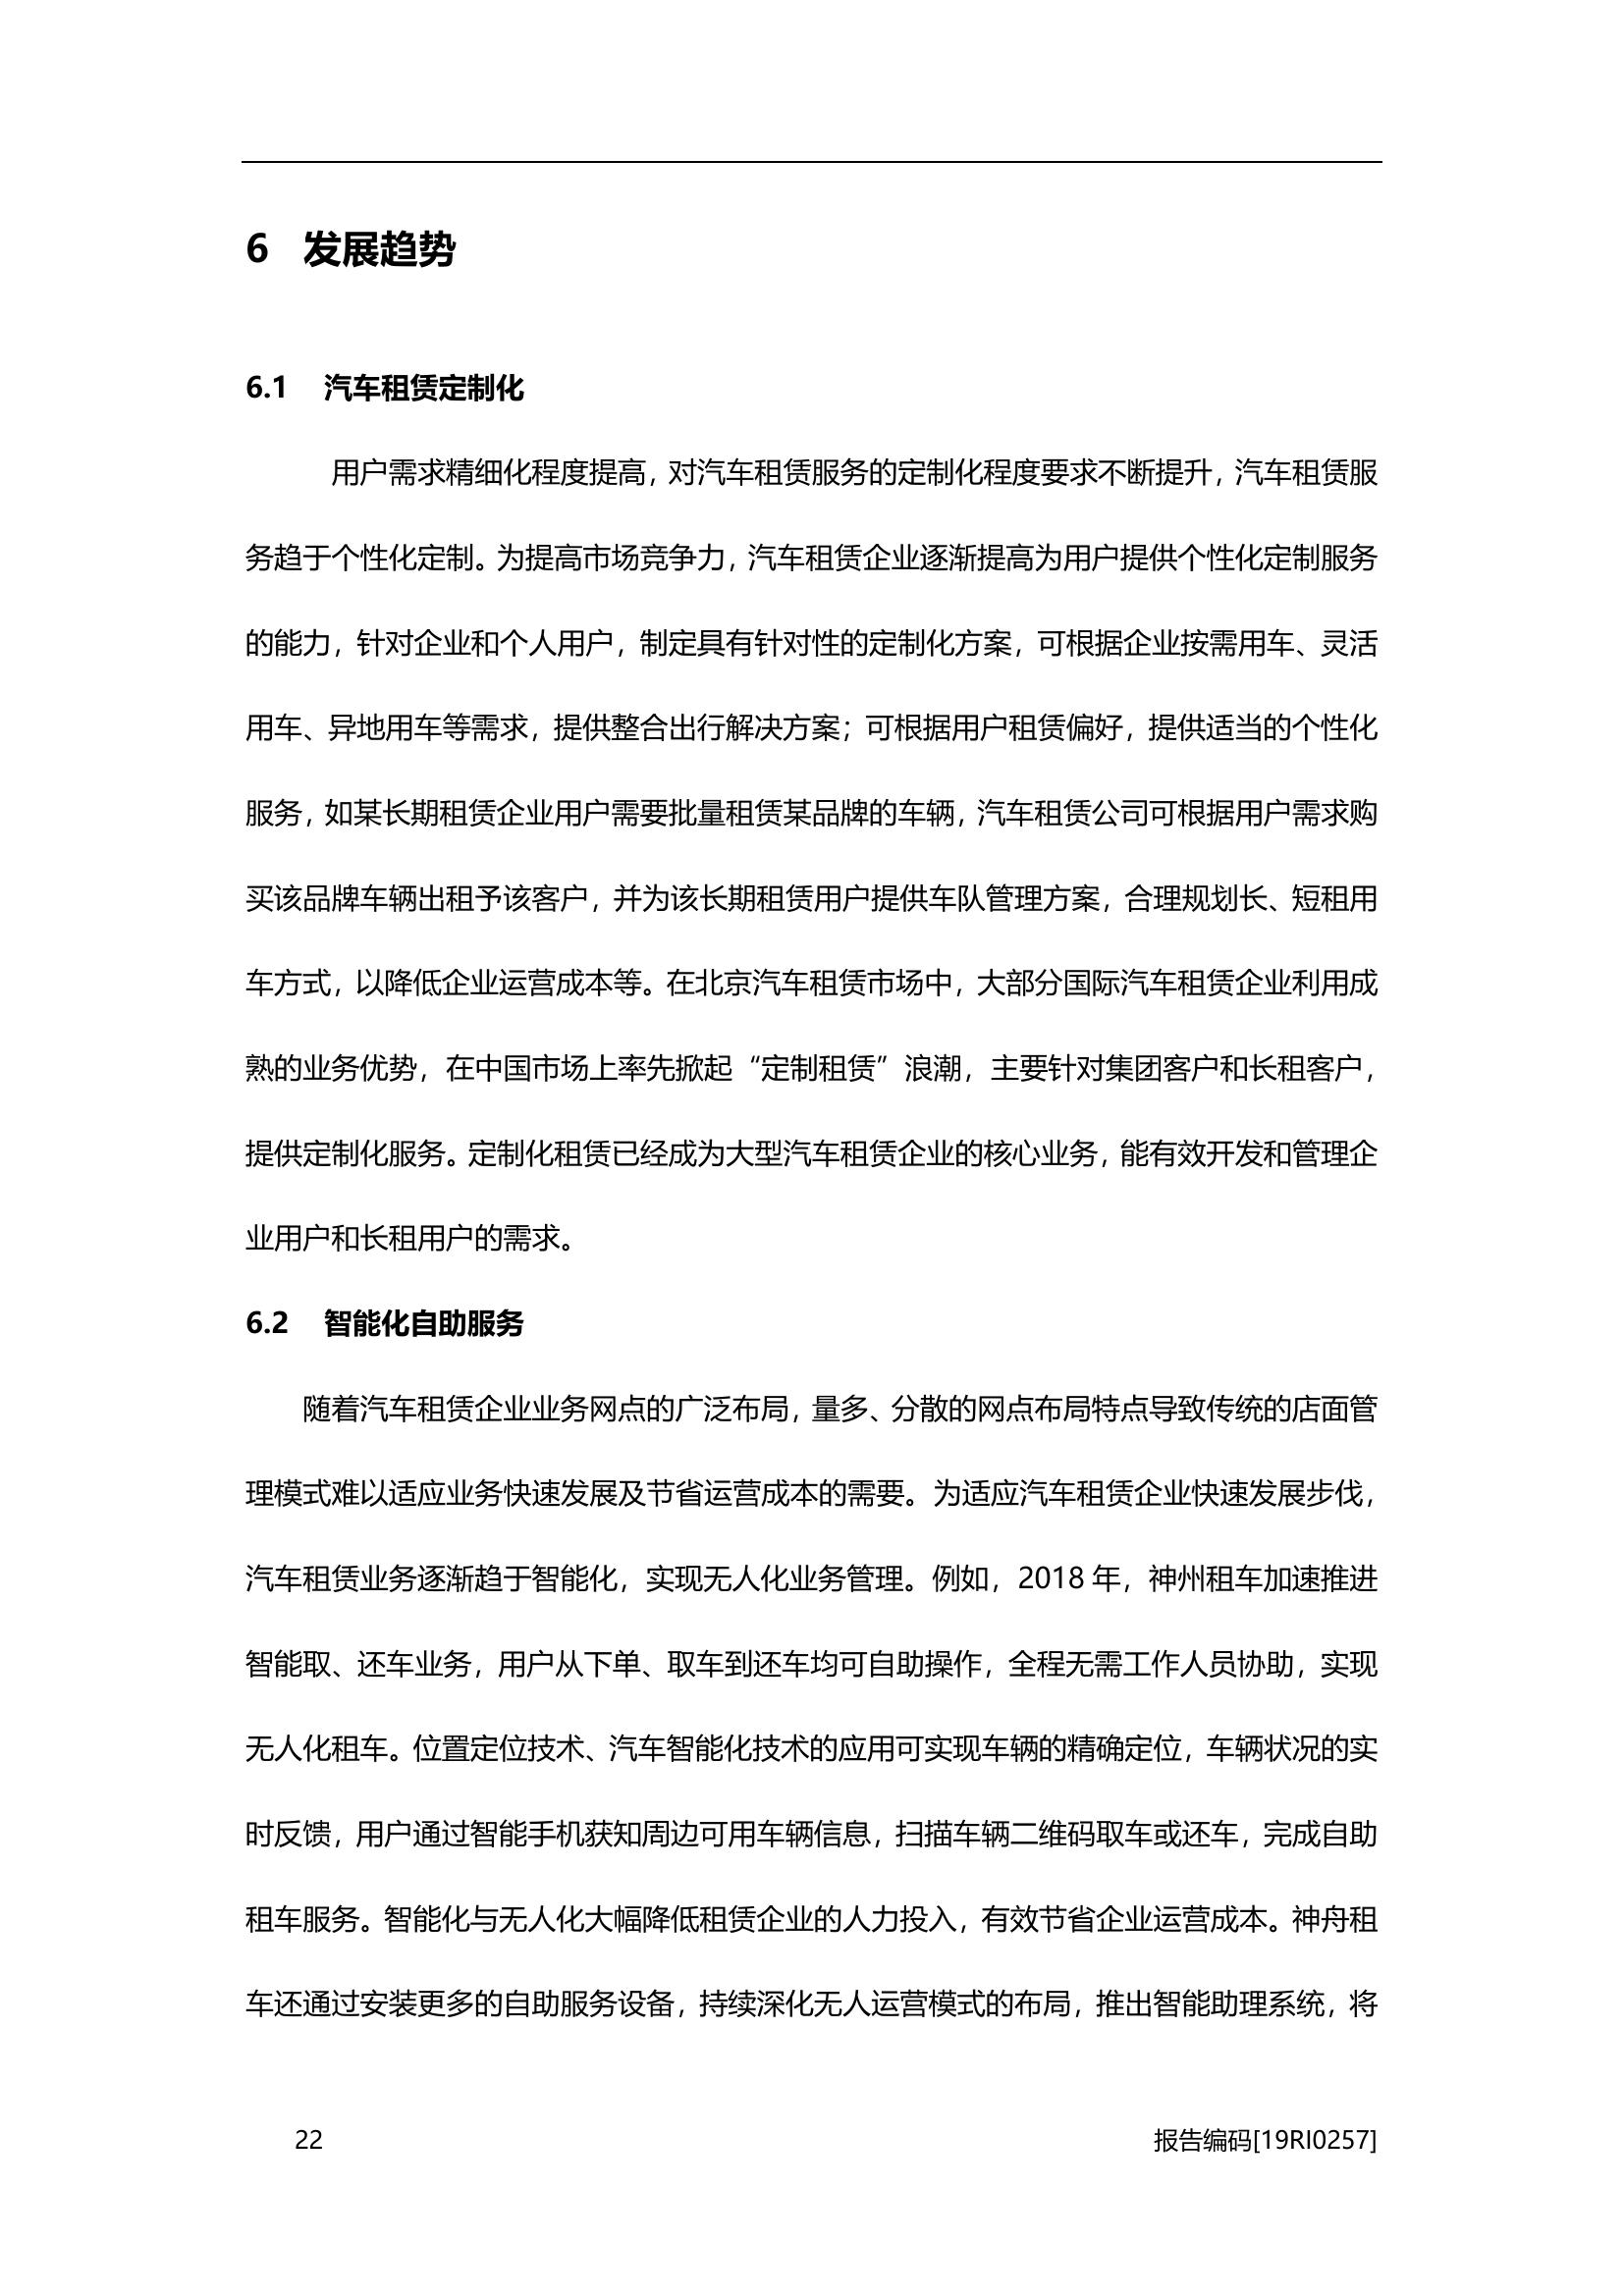 6 发展趋势
6.1 汽车租赁定制化
用户需求精细化程度提高，对汽车租赁服务的定制化程度要求不断提升，汽车租赁服
务趋于个性化定制。为提高市场竞争力，汽车租赁企业逐渐提高为用户提供个性化定制服务
的能力，针对企业和个人用户，制定具有针对性的定制化方案，可根据企业按需用车、灵活
用车、异地用车等需求，提供整合出行解决方案；可根据用户租赁偏好，提供适当的个性化
服务，如某长期租赁企业用户需要批量租赁某品牌的车辆，汽车租赁公司可根据用户需求购
买该品牌车辆出租予该客户，并为该长期租赁用户提供车队管理方案，合理规划长、短租用
车方式，以降低企业运营成本等。在北京汽车租赁市场中，大部分国际汽车租赁企业利用成
熟的业务优势，在中国市场上率先掀起“定制租赁”浪潮，主要针对集团客户和长租客户，
提供定制化服务。定制化租赁已经成为大型汽车租赁企业的核心业务，能有效开发和管理企
业用户和长租用户的需求。
6.2 智能化自助服务
随着汽车租赁企业业务网点的广泛布局，量多、分散的网点布局特点导致传统的店面管
理模式难以适应业务快速发展及节省运营成本的需要。为适应汽车租赁企业快速发展步伐，
汽车租赁业务逐渐趋于智能化，实现无人化业务管理。例如，2018 年，神州租车加速推进
智能取、还车业务，用户从下单、取车到还车均可自助操作，全程无需工作人员协助，实现
无人化租车。位置定位技术、汽车智能化技术的应用可实现车辆的精确定位，车辆状况的实
时反馈，用户通过智能手机获知周边可用车辆信息，扫描车辆二维码取车或还车，完成自助
租车服务。智能化与无人化大幅降低租赁企业的人力投入，有效节省企业运营成本。神舟租
车还通过安装更多的自助服务设备，持续深化无人运营模式的布局，推出智能助理系统，将
22 报告编码[19RI0257]